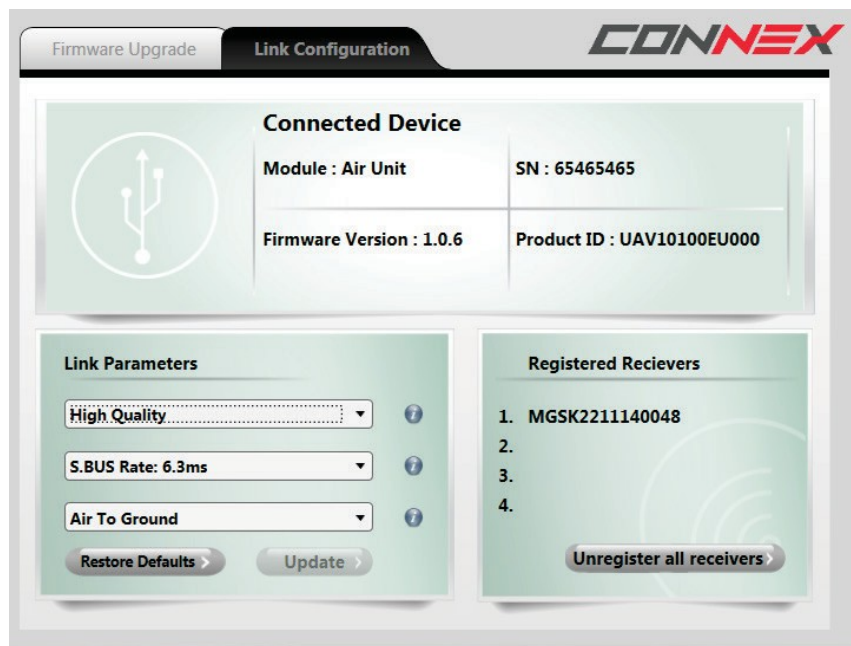 Firmware Upgrade
Link Configuration
CONNEX
Connected Device
Module : Air Unit
SN : 65465465
Firmware Version : 1.0.6
Product ID : UAV10100EU000
Link Parameters
High Quality
S.BUS Rate: 6.3ms
Air To Ground
Restore Defaults >
Update >
Registered Recievers
1. MGSK2211140048
2.
3.
4.
Unregister all receivers >